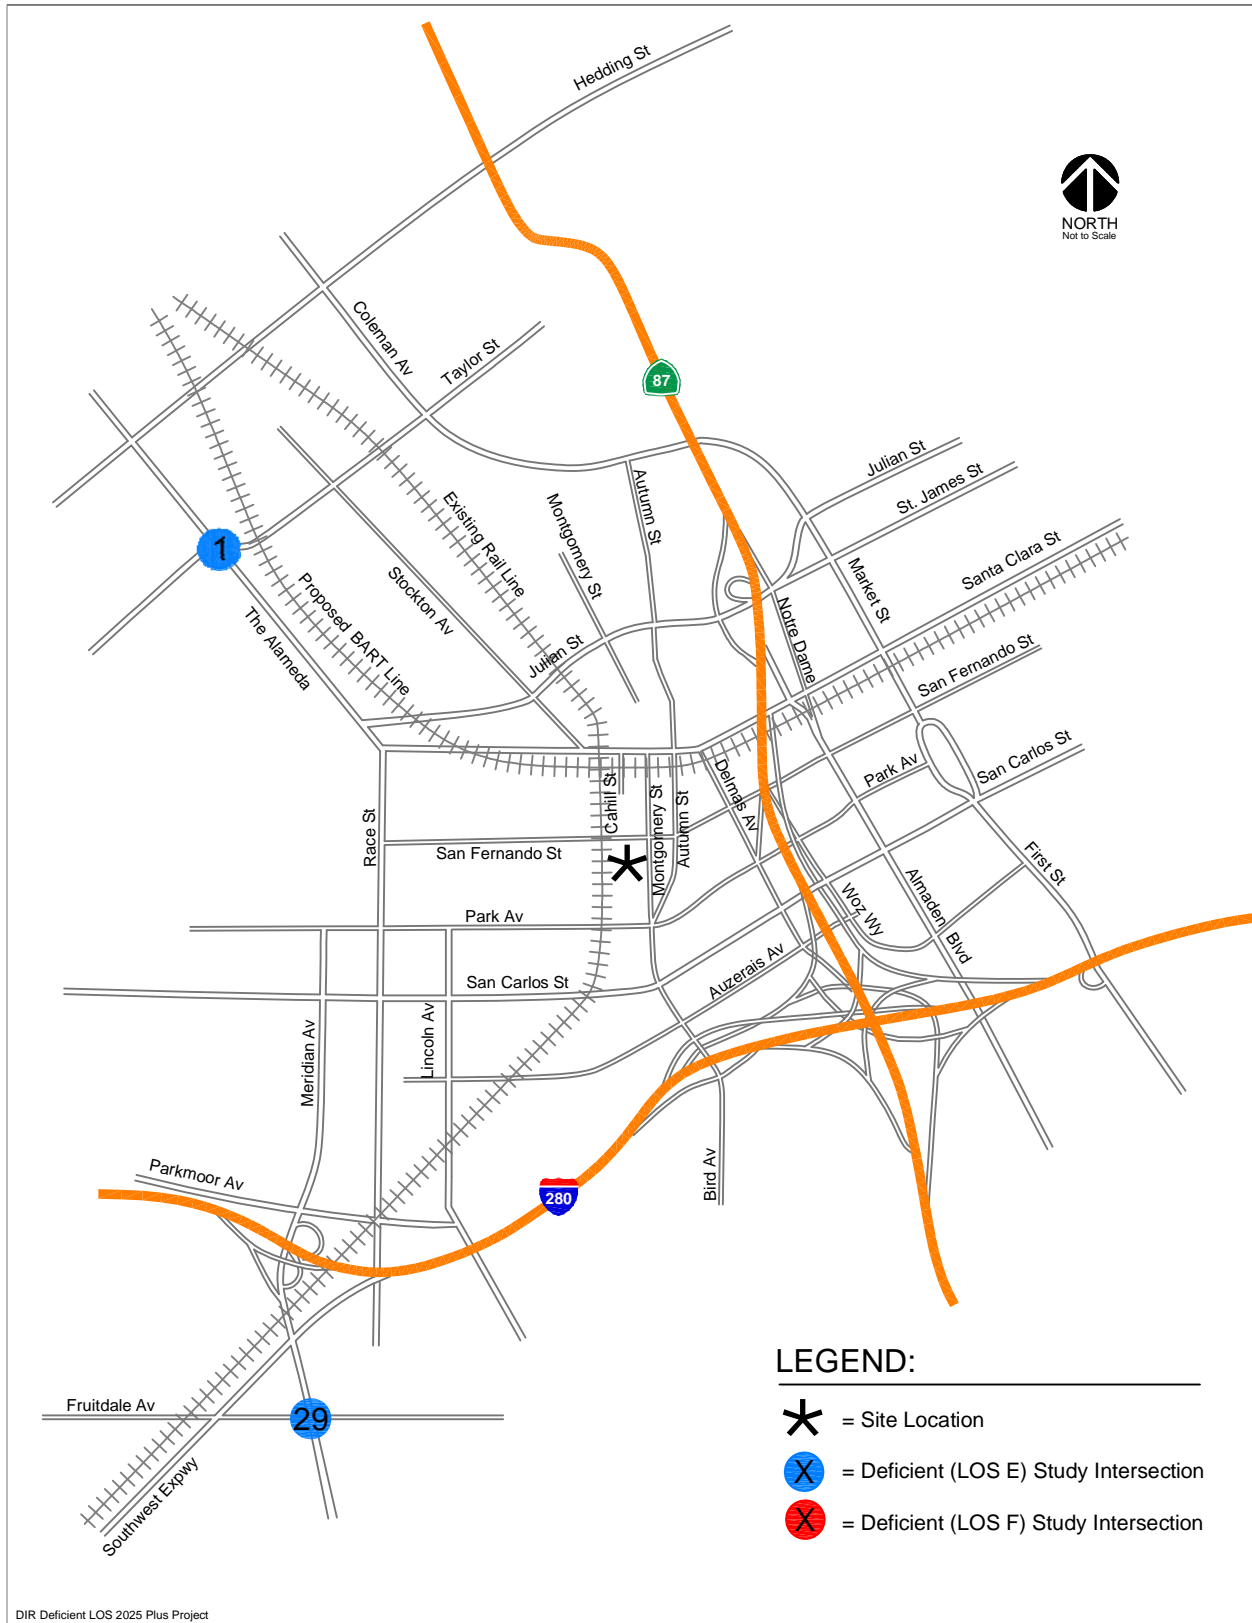 Hedding St
NORTH
Not to Scale
Coleman Av
Taylor St
87
Julian St
St. James St
Autumn St
Montgomery St
Existing Rail Line
Santa Clara St
1
Market St
Stockton Av
Proposed BART Line
Notre Dame
The Alameda
Julian St
San Fernando St
San Carlos St
Park Av
Delmas Av
Cahill St
Montgomery St
Autumn St
Race St
San Fernando St
First St
Almaden Blvd
Woz Wy
Park Av
Auzerais Av
San Carlos St
Lincoln Av
Meridian Av
Parkmoor Av
Bird Av
280
LEGEND:
= Site Location
Fruitdale Av
29
X = Deficient (LOS E) Study Intersection
X = Deficient (LOS F) Study Intersection
Southwest Expwy
DIR Deficient LOS 2025 Plus Project